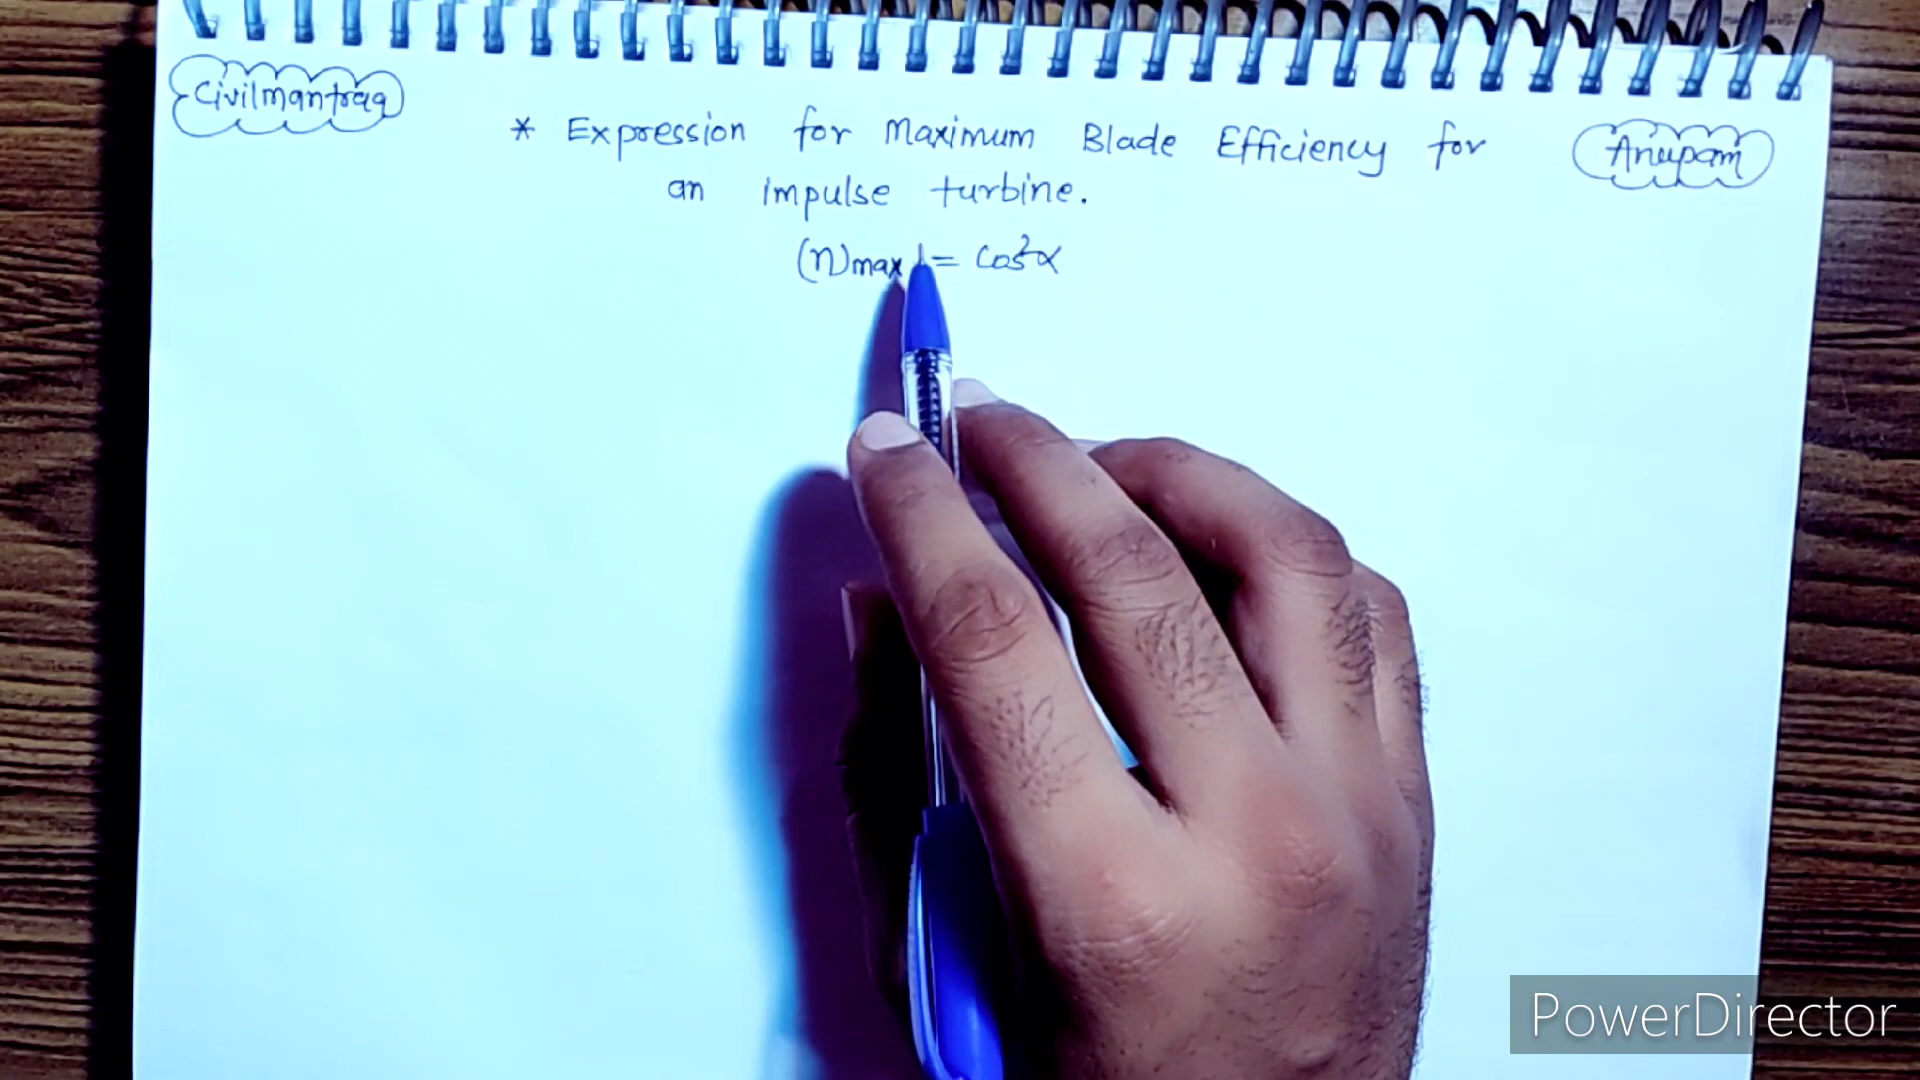 Civilmantraa
* Expression for Maximum Blade Efficiency for
Anupam
an impulse turbine.
(η)max = Cos²α
PowerDirector